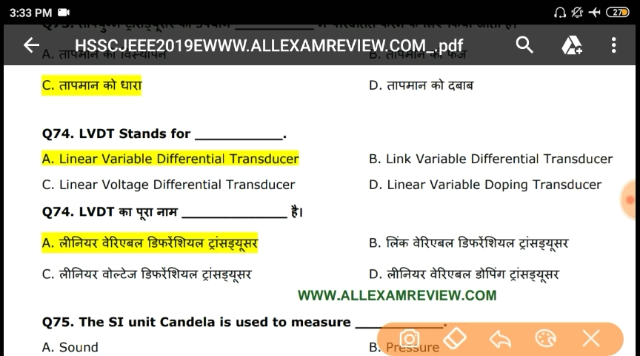 3:33 PM
27
HSSCJEEE2019EWWW.ALLEXAMREVIEW.COM_.pdf
C. तापमान को धारा
D. तापमान को दबाव
Q74. LVDT Stands for ____________.
A. Linear Variable Differential Transducer
B. Link Variable Differential Transducer
C. Linear Voltage Differential Transducer
D. Linear Variable Doping Transducer
Q74. LVDT का पूरा नाम ______________ है।
A. लीनियर वेरिएबल डिफरेंशियल ट्रांसड्यूसर
B. लिंक वेरिएबल डिफरेंशियल ट्रांसड्यूसर
C. लीनियर वोल्टेज डिफरेंशियल ट्रांसड्यूसर
D. लीनियर वेरिएबल डोपिंग ट्रांसड्यूसर
WWW.ALLEXAMREVIEW.COM
Q75. The SI unit Candela is used to measure ____________.
A. Sound
B. Pressure